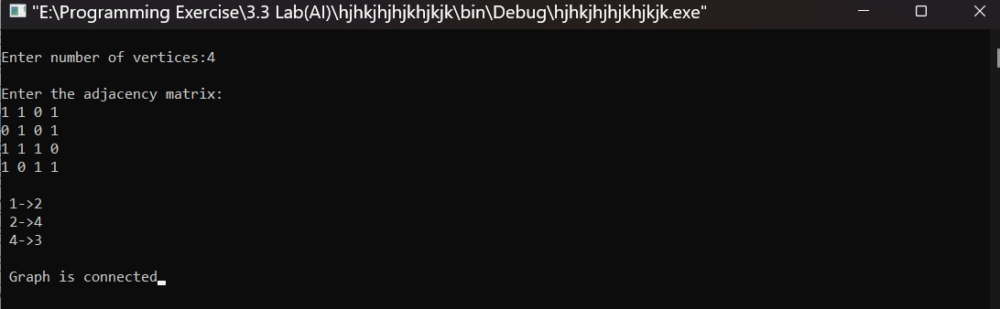 "E:\Programming Exercise\3.3 Lab(AI)\hjhkjhjhjkhjkjk\bin\Debug\hjhkjhjhjkhjkjk.exe"
Enter number of vertices:4
Enter the adjacency matrix:
1 1 0 1
0 1 0 1
1 1 1 0
1 0 1 1
1->2
2->4
4->3
Graph is connected